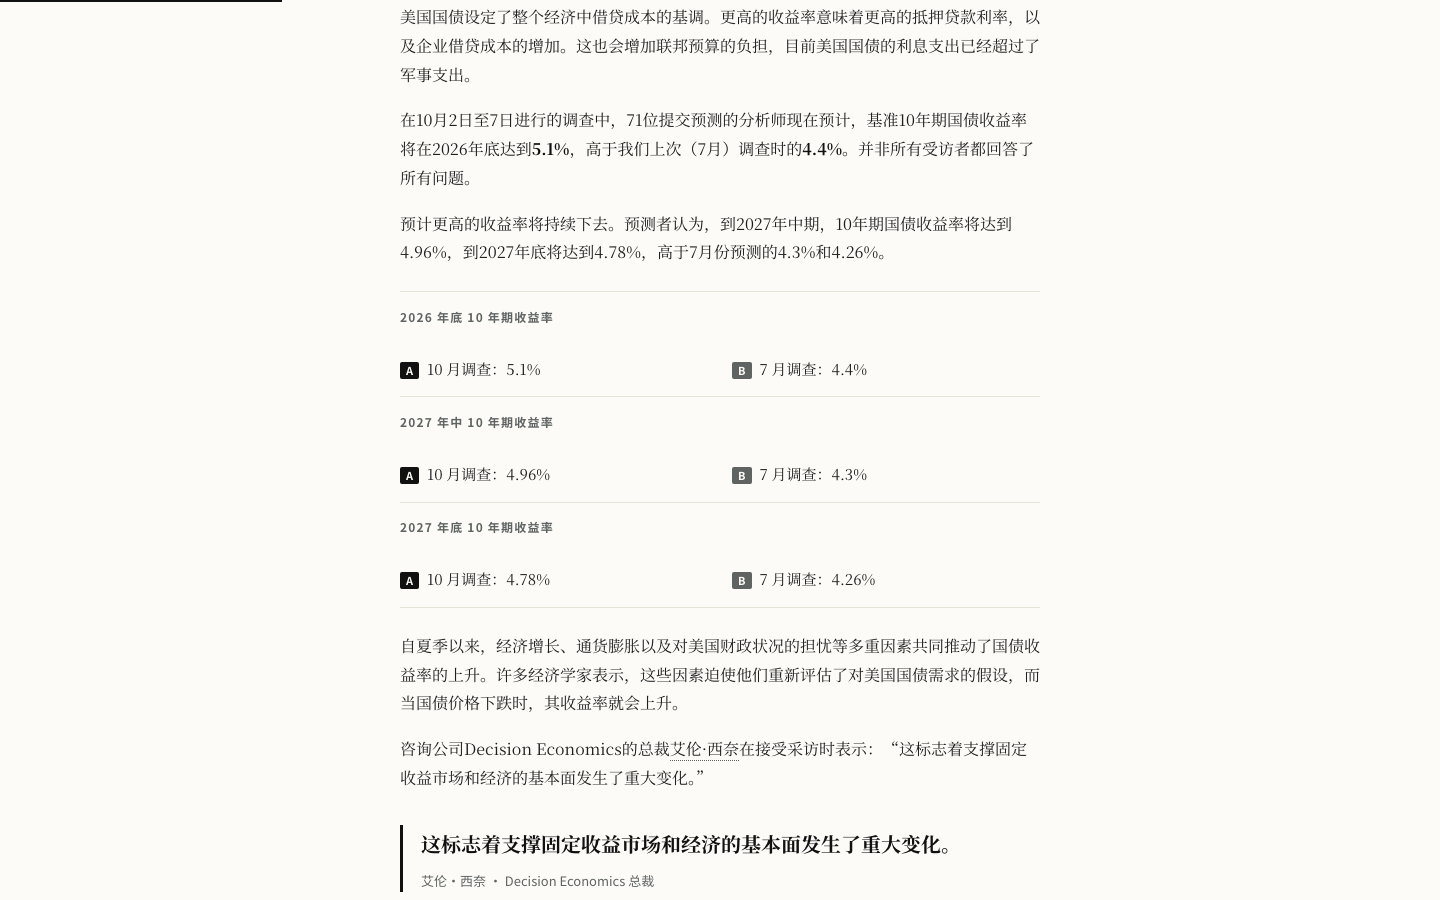 美国国债设定了整个经济中借贷成本的基调。更高的收益率意味着更高的抵押贷款利率，以
及企业借贷成本的增加。这也会增加联邦预算的负担，目前美国国债的利息支出已经超过了
军事支出。
在10月2日至7日进行的调查中，71位提交预测的分析师现在预计，基准10年期国债收益率
将在2026年底达到5.1%，高于我们上次（7月）调查时的4.4%。并非所有受访者都回答了
所有问题。
预计更高的收益率将持续下去。预测者认为，到2027年中期，10年期国债收益率将达到
4.96%，到2027年底将达到4.78%，高于7月份预测的4.3%和4.26%。
2026 年底 10 年期收益率
A 10 月调查：5.1% B 7 月调查：4.4%
2027 年中 10 年期收益率
A 10 月调查：4.96% B 7 月调查：4.3%
2027 年底 10 年期收益率
A 10 月调查：4.78% B 7 月调查：4.26%
自夏季以来，经济增长、通货膨胀以及对美国财政状况的担忧等多重因素共同推动了国债收
益率的上升。许多经济学家表示，这些因素迫使他们重新评估了对美国国债需求的假设，而
当国债价格下跌时，其收益率就会上升。
咨询公司Decision Economics的总裁艾伦·西奈在接受采访时表示：“这标志着支撑固定
收益市场和经济的基本面发生了重大变化。”
这标志着支撑固定收益市场和经济的基本面发生了重大变化。
艾伦・西奈 ・ Decision Economics 总裁